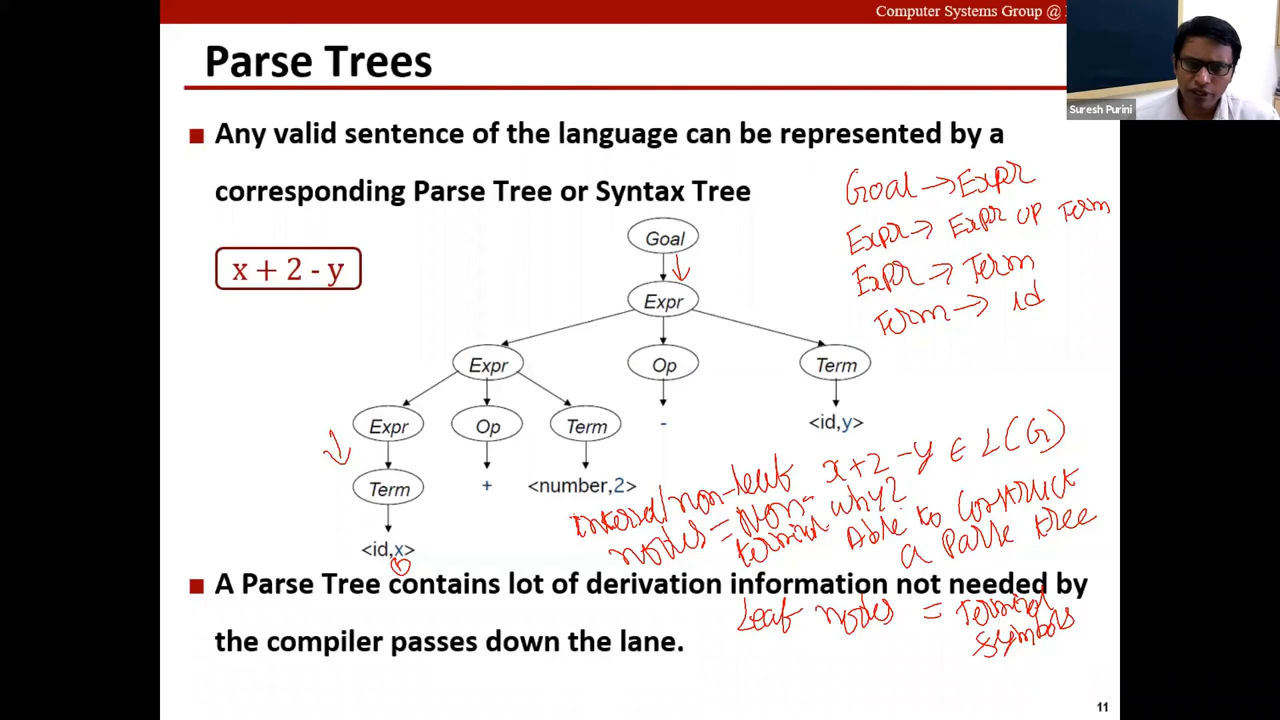 Computer Systems Group @
Suresh Purini
Parse Trees
■ Any valid sentence of the language can be represented by a
corresponding Parse Tree or Syntax Tree
x + 2 - y
Goal → Expr
Expr → Expr op Term
Expr → Term
Term → id
Goal
Expr
Expr Op Term
Expr Op Term - <id,y>
Term + <number,2>
<id,x>
x+2-y ∈ L(G)
why?
Able to construct
a parse tree
internal/non-leaf
nodes = Non-
terminal
■ A Parse Tree contains lot of derivation information not needed by
the compiler passes down the lane.
Leaf nodes = Terminal
symbols
11